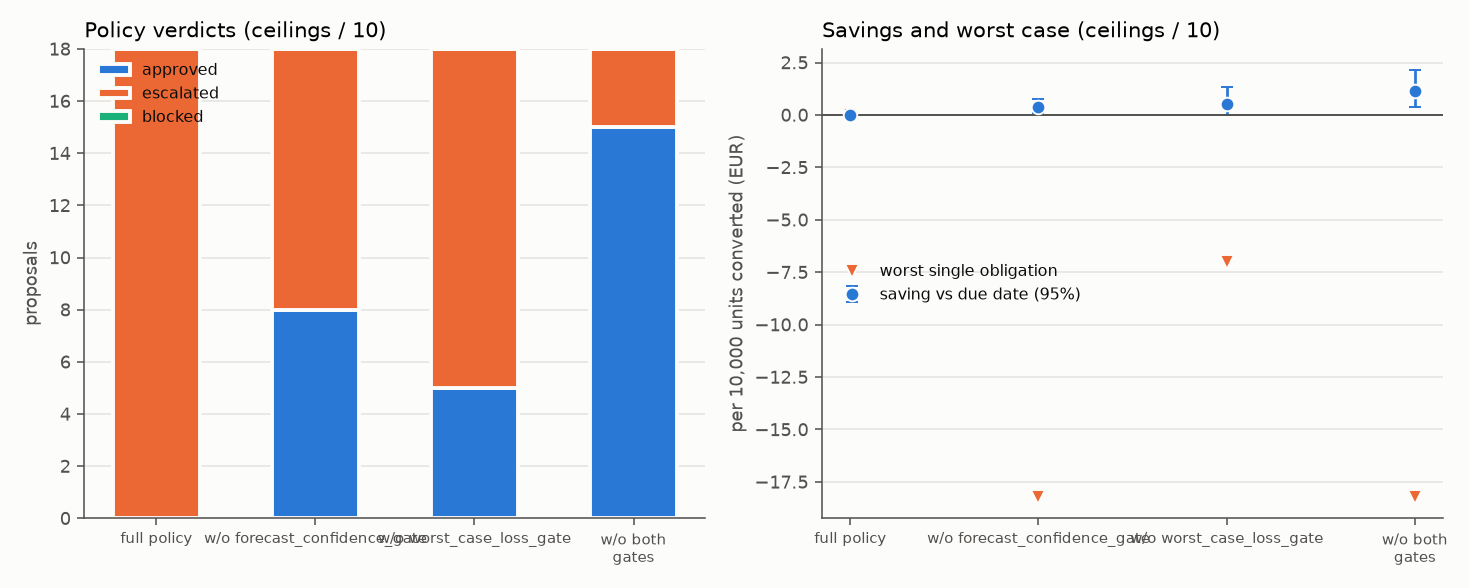 Policy verdicts (ceilings / 10)
proposals
18
16
14
12
10
8
6
4
2
0
approved
escalated
blocked
full policy
w/o forecast_confidence_gate
w/o worst_case_loss_gate
w/o both
gates
Savings and worst case (ceilings / 10)
per 10,000 units converted (EUR)
2.5
0.0
−2.5
−5.0
−7.5
−10.0
−12.5
−15.0
−17.5
worst single obligation
saving vs due date (95%)
full policy
w/o forecast_confidence_gate
w/o worst_case_loss_gate
w/o both
gates